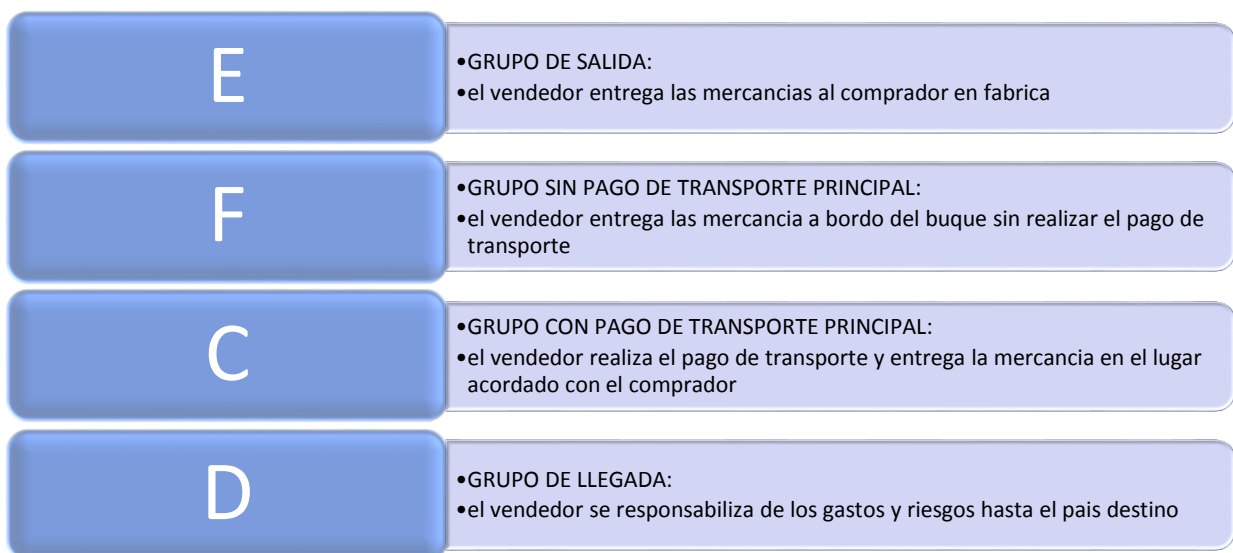 E
•GRUPO DE SALIDA:
•el vendedor entrega las mercancias al comprador en fabrica
F
•GRUPO SIN PAGO DE TRANSPORTE PRINCIPAL:
•el vendedor entrega las mercancia a bordo del buque sin realizar el pago de
transporte
C
•GRUPO CON PAGO DE TRANSPORTE PRINCIPAL:
•el vendedor realiza el pago de transporte y entrega la mercancia en el lugar
acordado con el comprador
D
•GRUPO DE LLEGADA:
•el vendedor se responsabiliza de los gastos y riesgos hasta el pais destino